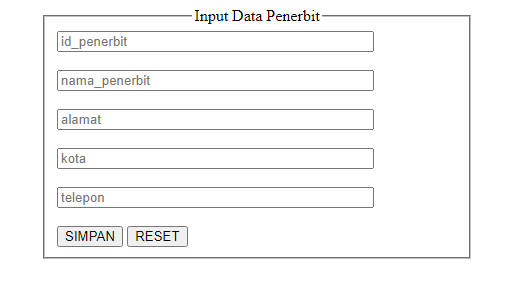 Input Data Penerbit
id_penerbit
nama_penerbit
alamat
kota
telepon
SIMPAN RESET